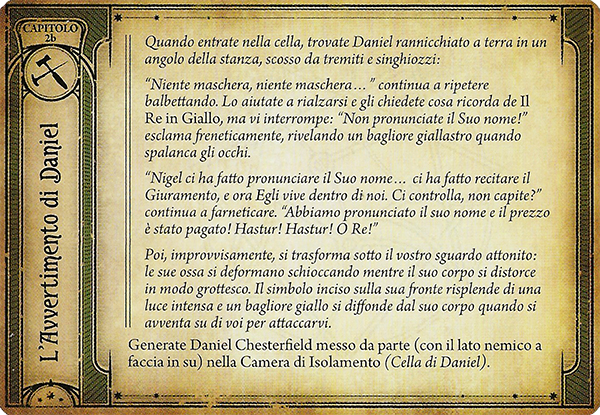 CAPITOLO
2b
L'Avvertimento di Daniel
Quando entrate nella cella, trovate Daniel rannicchiato a terra in un
angolo della stanza, scosso da tremiti e singhiozzi:
“Niente maschera, niente maschera… ” continua a ripetere
balbettando. Lo aiutate a rialzarsi e gli chiedete cosa ricorda de Il
Re in Giallo, ma vi interrompe: “Non pronunciate il Suo nome!”
esclama freneticamente, rivelando un bagliore giallastro quando
spalanca gli occhi.
“Nigel ci ha fatto pronunciare il Suo nome… ci ha fatto recitare il
Giuramento, e ora Egli vive dentro di noi. Ci controlla, non capite?”
continua a farneticare. “Abbiamo pronunciato il suo nome e il prezzo
è stato pagato! Hastur! Hastur! O Re!”
Poi, improvvisamente, si trasforma sotto il vostro sguardo attonito:
le sue ossa si deformano schioccando mentre il suo corpo si distorce
in modo grottesco. Il simbolo inciso sulla sua fronte risplende di una
luce intensa e un bagliore giallo si diffonde dal suo corpo quando si
avventa su di voi per attaccarvi.
Generate Daniel Chesterfield messo da parte (con il lato nemico a
faccia in su) nella Camera di Isolamento (Cella di Daniel).